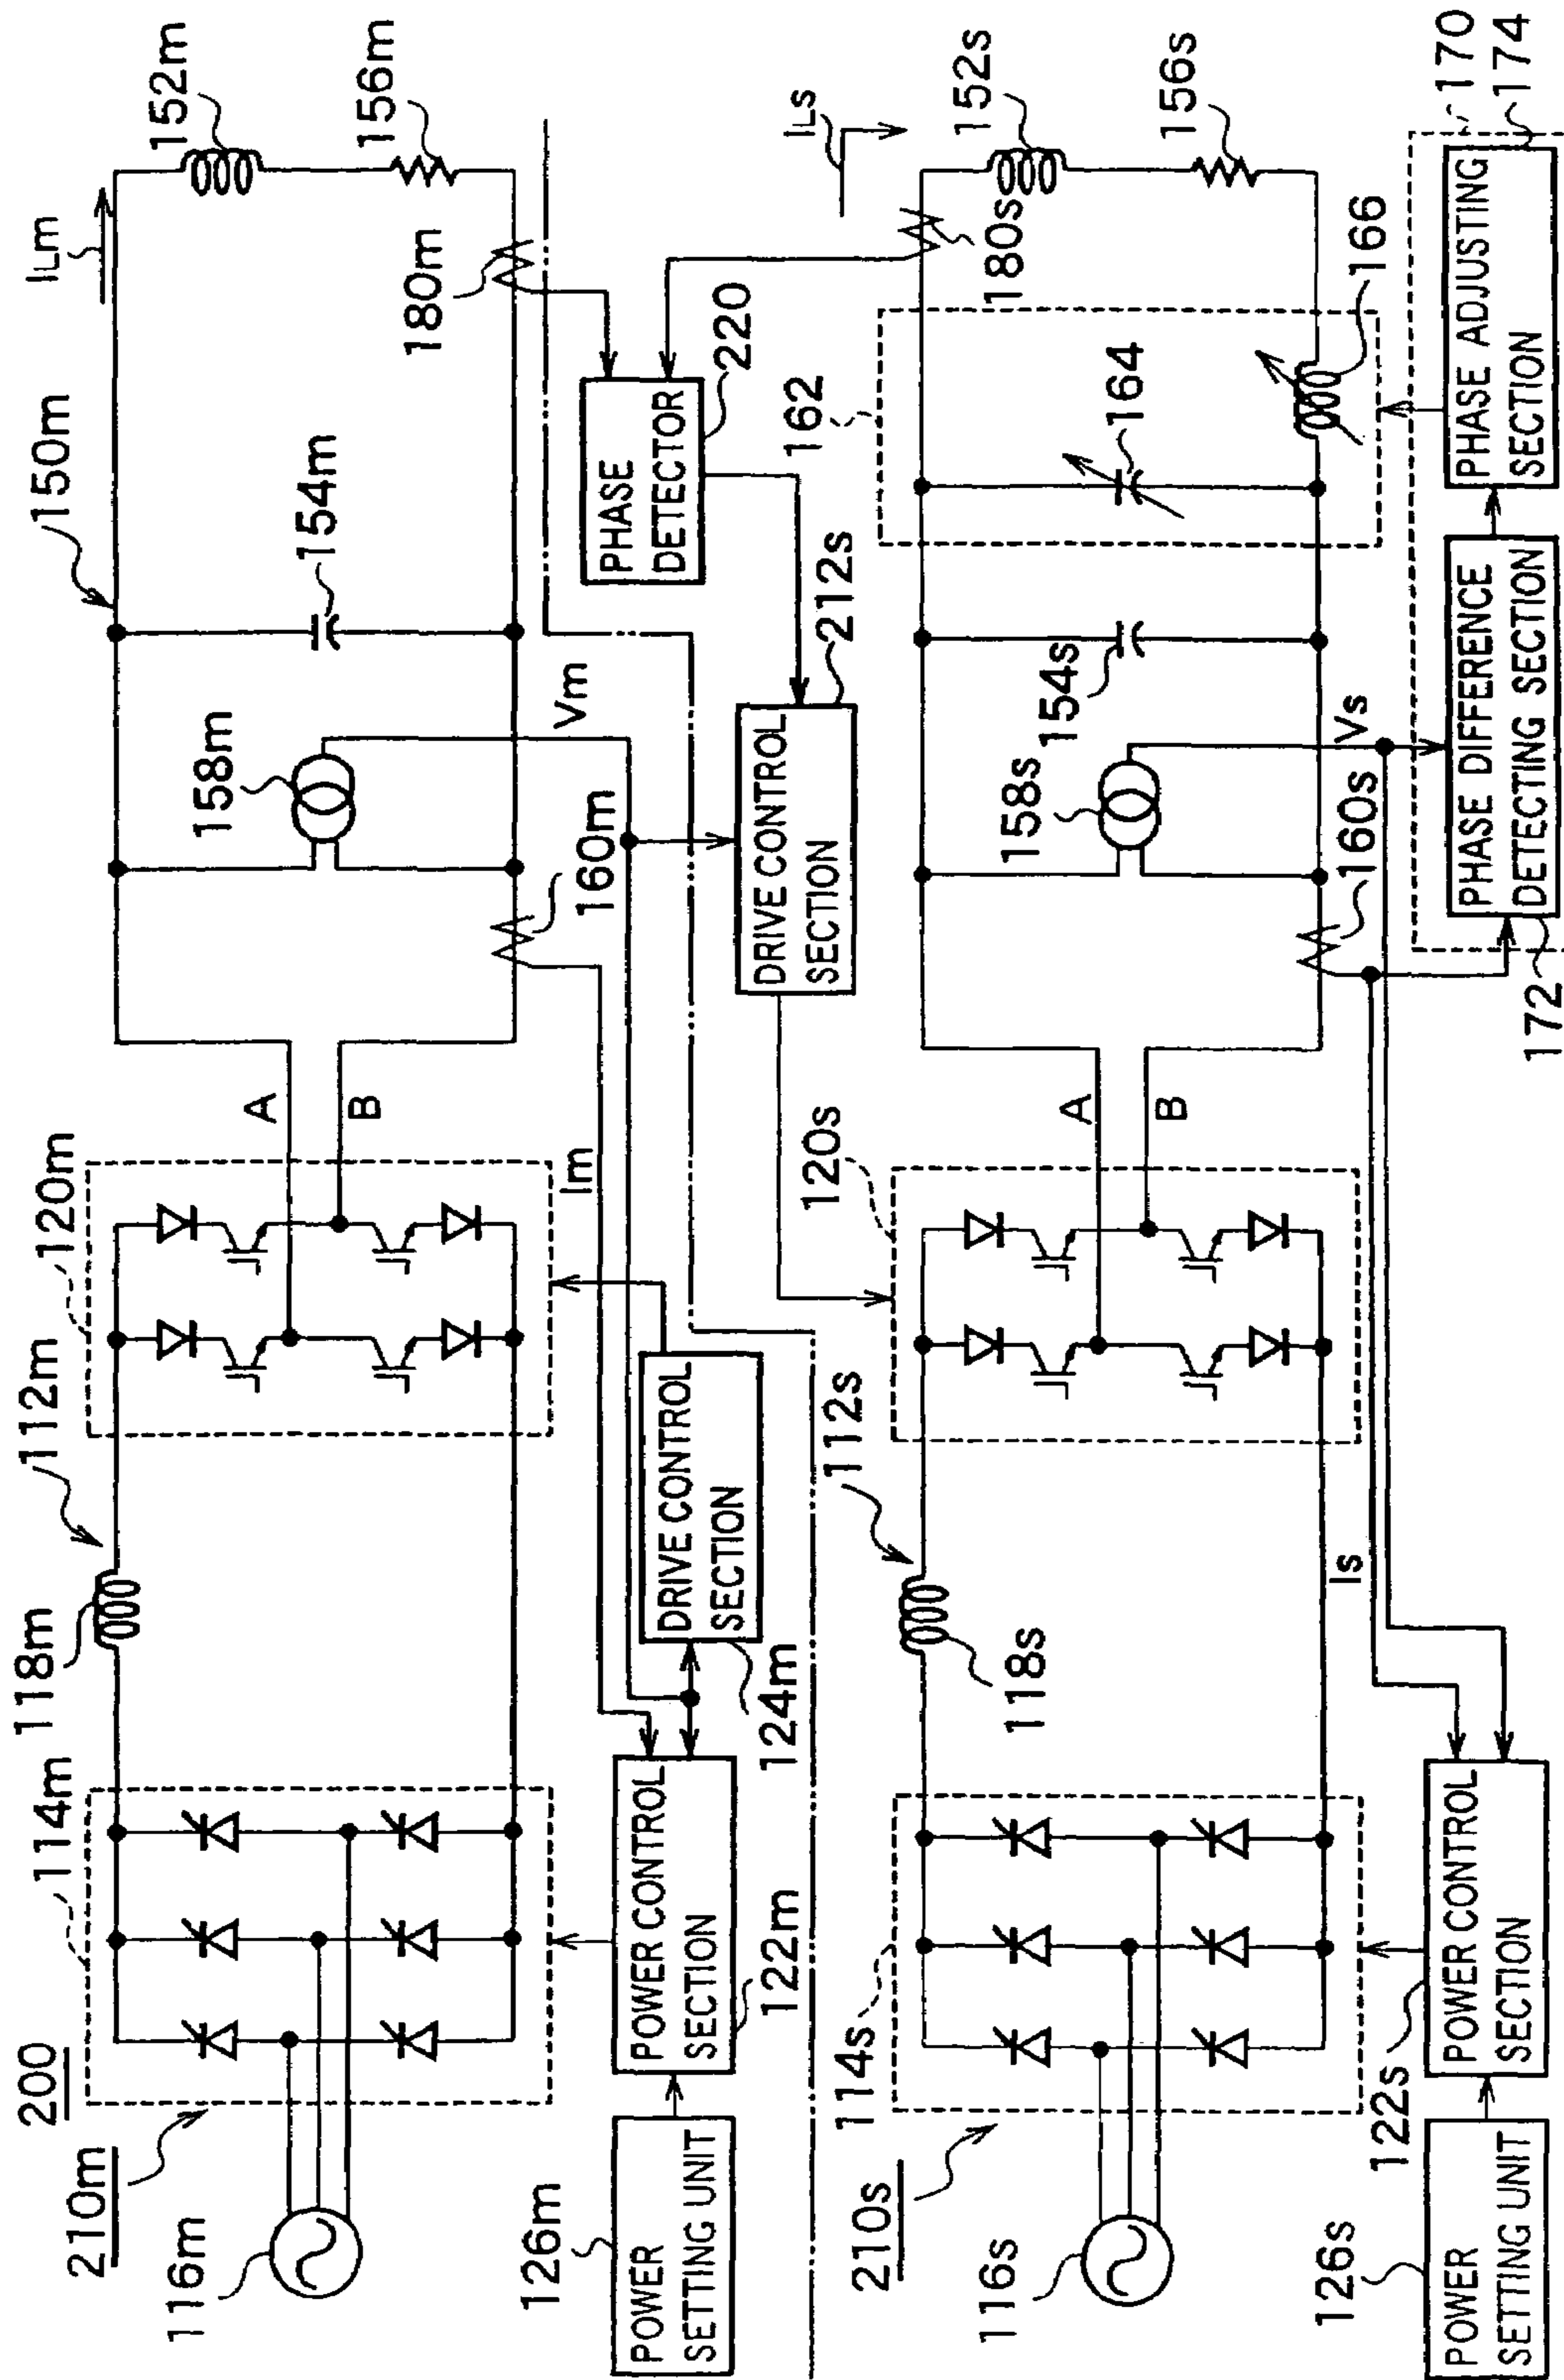 200
210m
116m
114m
118m
112m
120m
A
B
Im
160m
158m
Vm
154m
150m
ILm
152m
156m
180m
126m
POWER
SETTING UNIT
POWER CONTROL
SECTION
122m
124m
DRIVE CONTROL
SECTION
DRIVE CONTROL
SECTION
212s
PHASE
DETECTOR
220
162
164
166
180s
ILs
152s
156s
210s
116s
114s
118s
112s
120s
A
B
Is
160s
158s
Vs
154s
126s
POWER
SETTING UNIT
122s
POWER CONTROL
SECTION
172
PHASE DIFFERENCE
DETECTING SECTION
PHASE ADJUSTING
SECTION
170
174